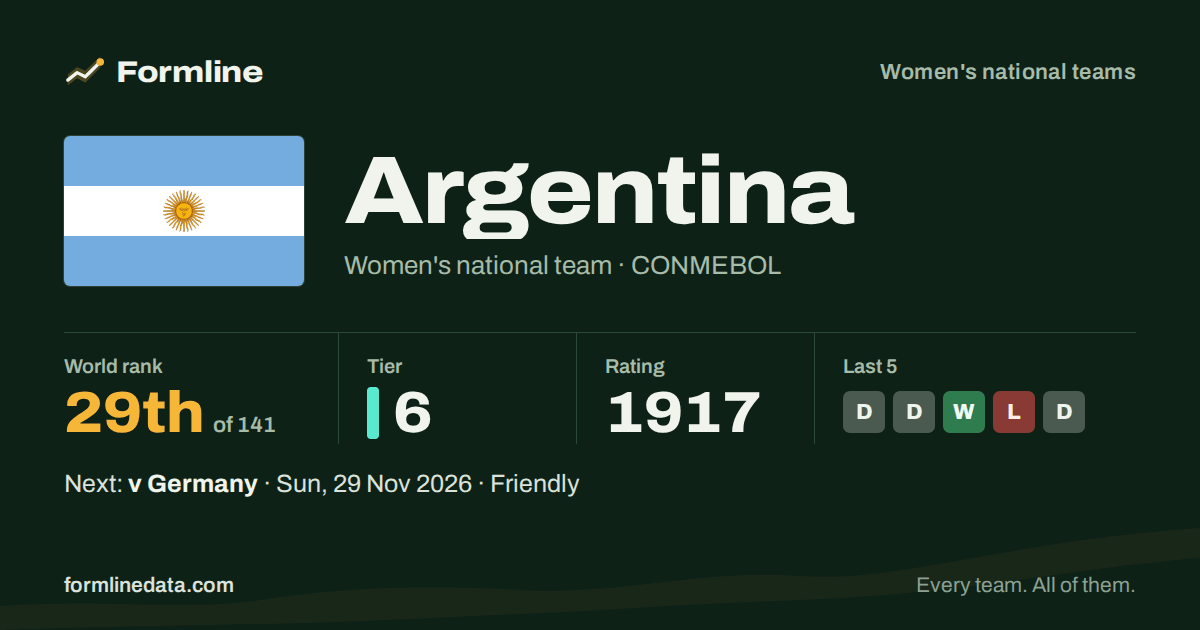 Formline
Women's national teams
Argentina
Women's national team · CONMEBOL
World rank
29th of 141
Tier
6
Rating
1917
Last 5
D D W L D
Next: v Germany · Sun, 29 Nov 2026 · Friendly
formlinedata.com
Every team. All of them.